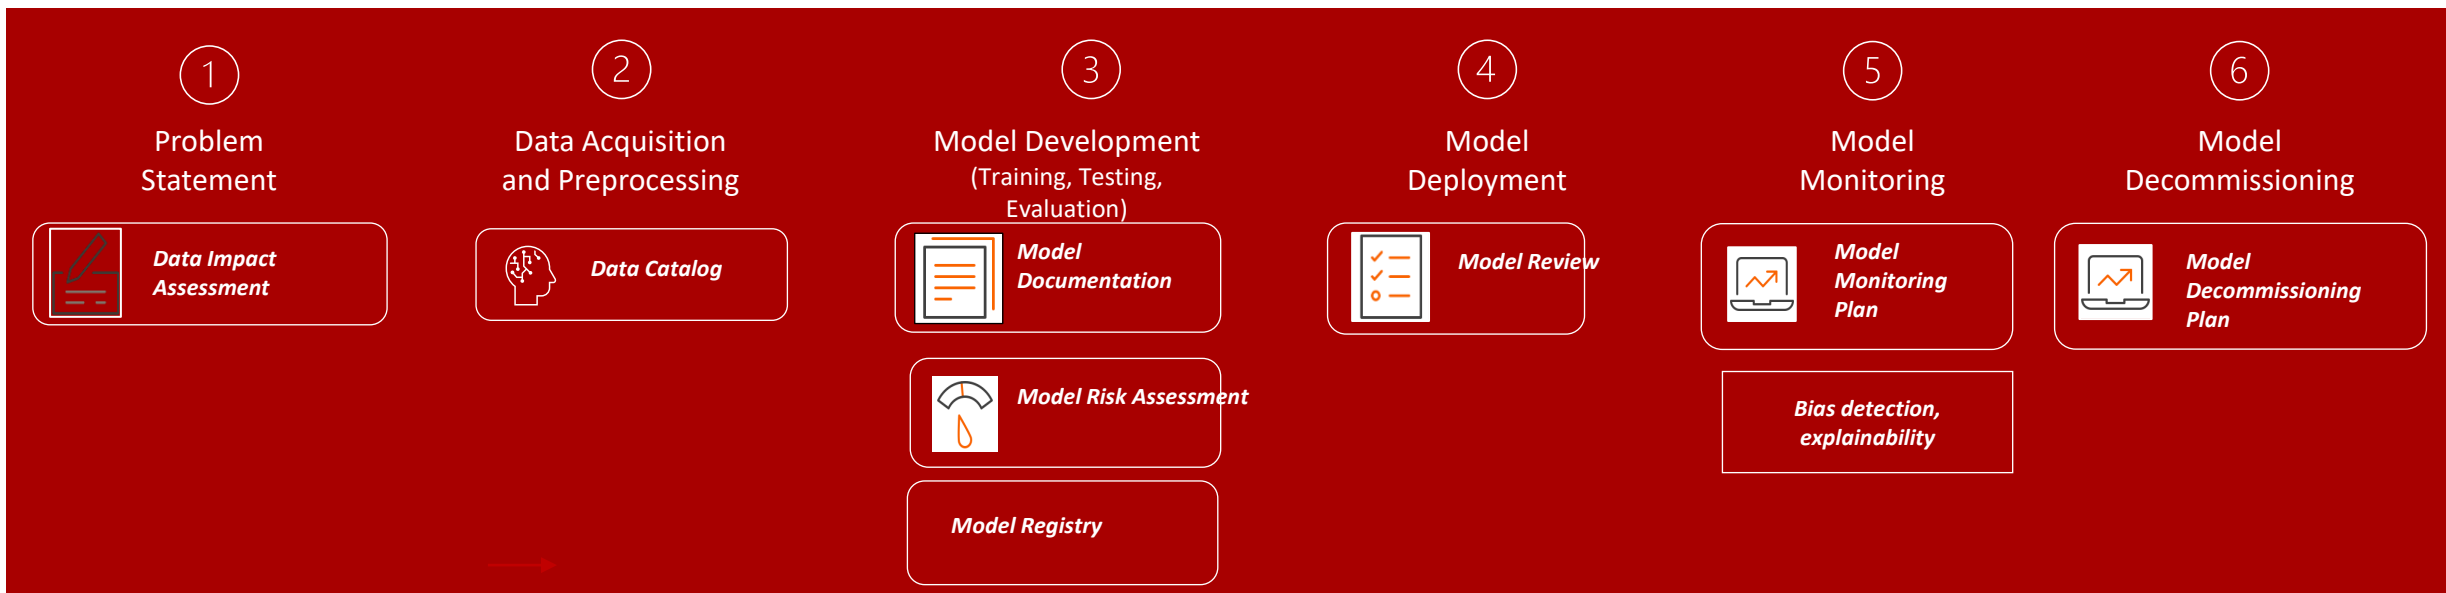 1
Problem
Statement
Data Impact
Assessment
2
Data Acquisition
and Preprocessing
Data Catalog
3
Model Development
(Training, Testing,
Evaluation)
Model
Documentation
Model Risk Assessment
Model Registry
4
Model
Deployment
Model Review
5
Model
Monitoring
Model
Monitoring
Plan
Bias detection,
explainability
6
Model
Decommissioning
Model
Decommissioning
Plan